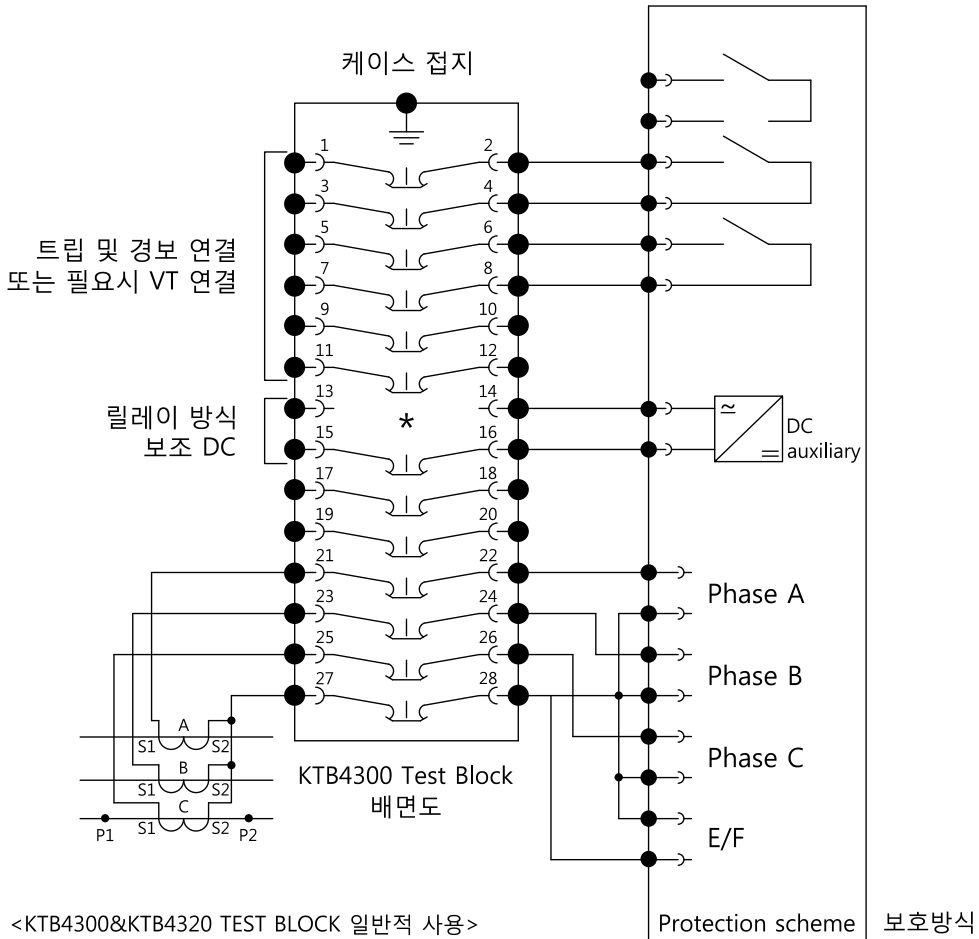 케이스 접지
1 2
3 4
5 6
7 8
9 10
11 12
13 14
15 16
17 18
19 20
21 22
23 24
25 26
27 28
트립 및 경보 연결
또는 필요시 VT 연결
릴레이 방식
보조 DC
*
DC
auxiliary
Phase A
Phase B
Phase C
E/F
A
S1 S2
B
S1 S2
C
S1 S2
P1 P2
KTB4300 Test Block
배면도
<KTB4300&KTB4320 TEST BLOCK 일반적 사용>
Protection scheme
보호방식